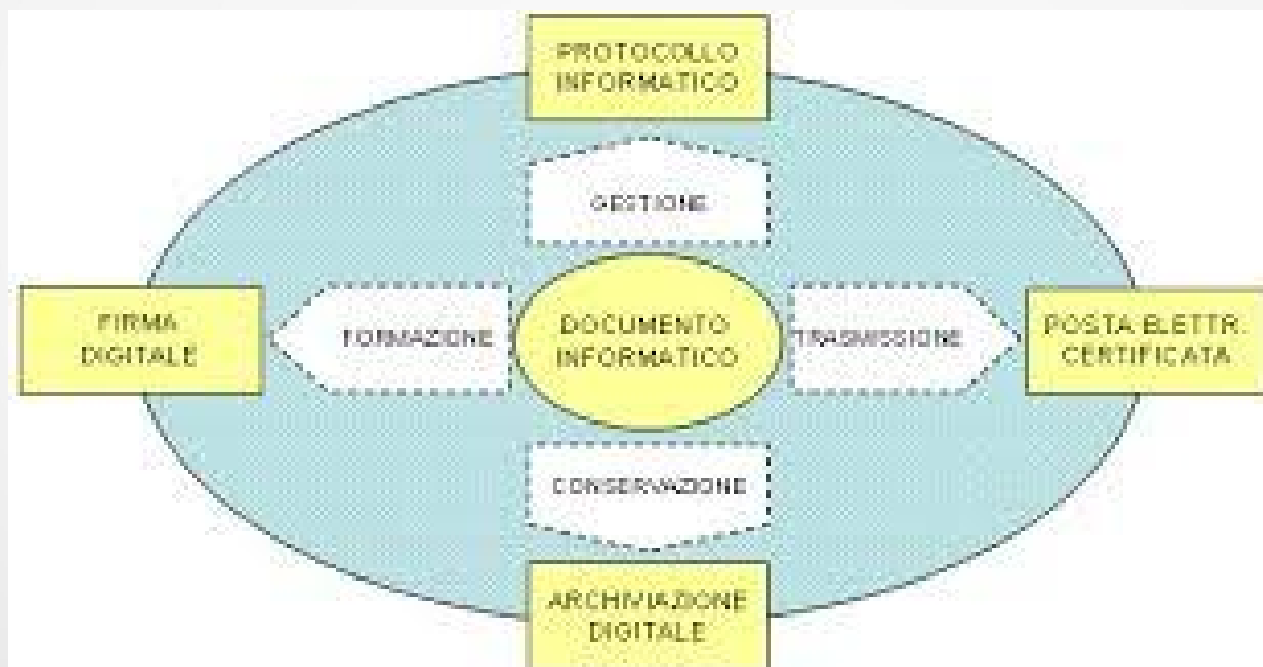 PROTOCOLLO
INFORMATICO
GESTIONE
FIRMA
DIGITALE
FORMAZIONE
DOCUMENTO
INFORMATICO
TRASMISSIONE
POSTA ELETTR.
CERTIFICATA
CONSERVAZIONE
ARCHIVIAZIONE
DIGITALE